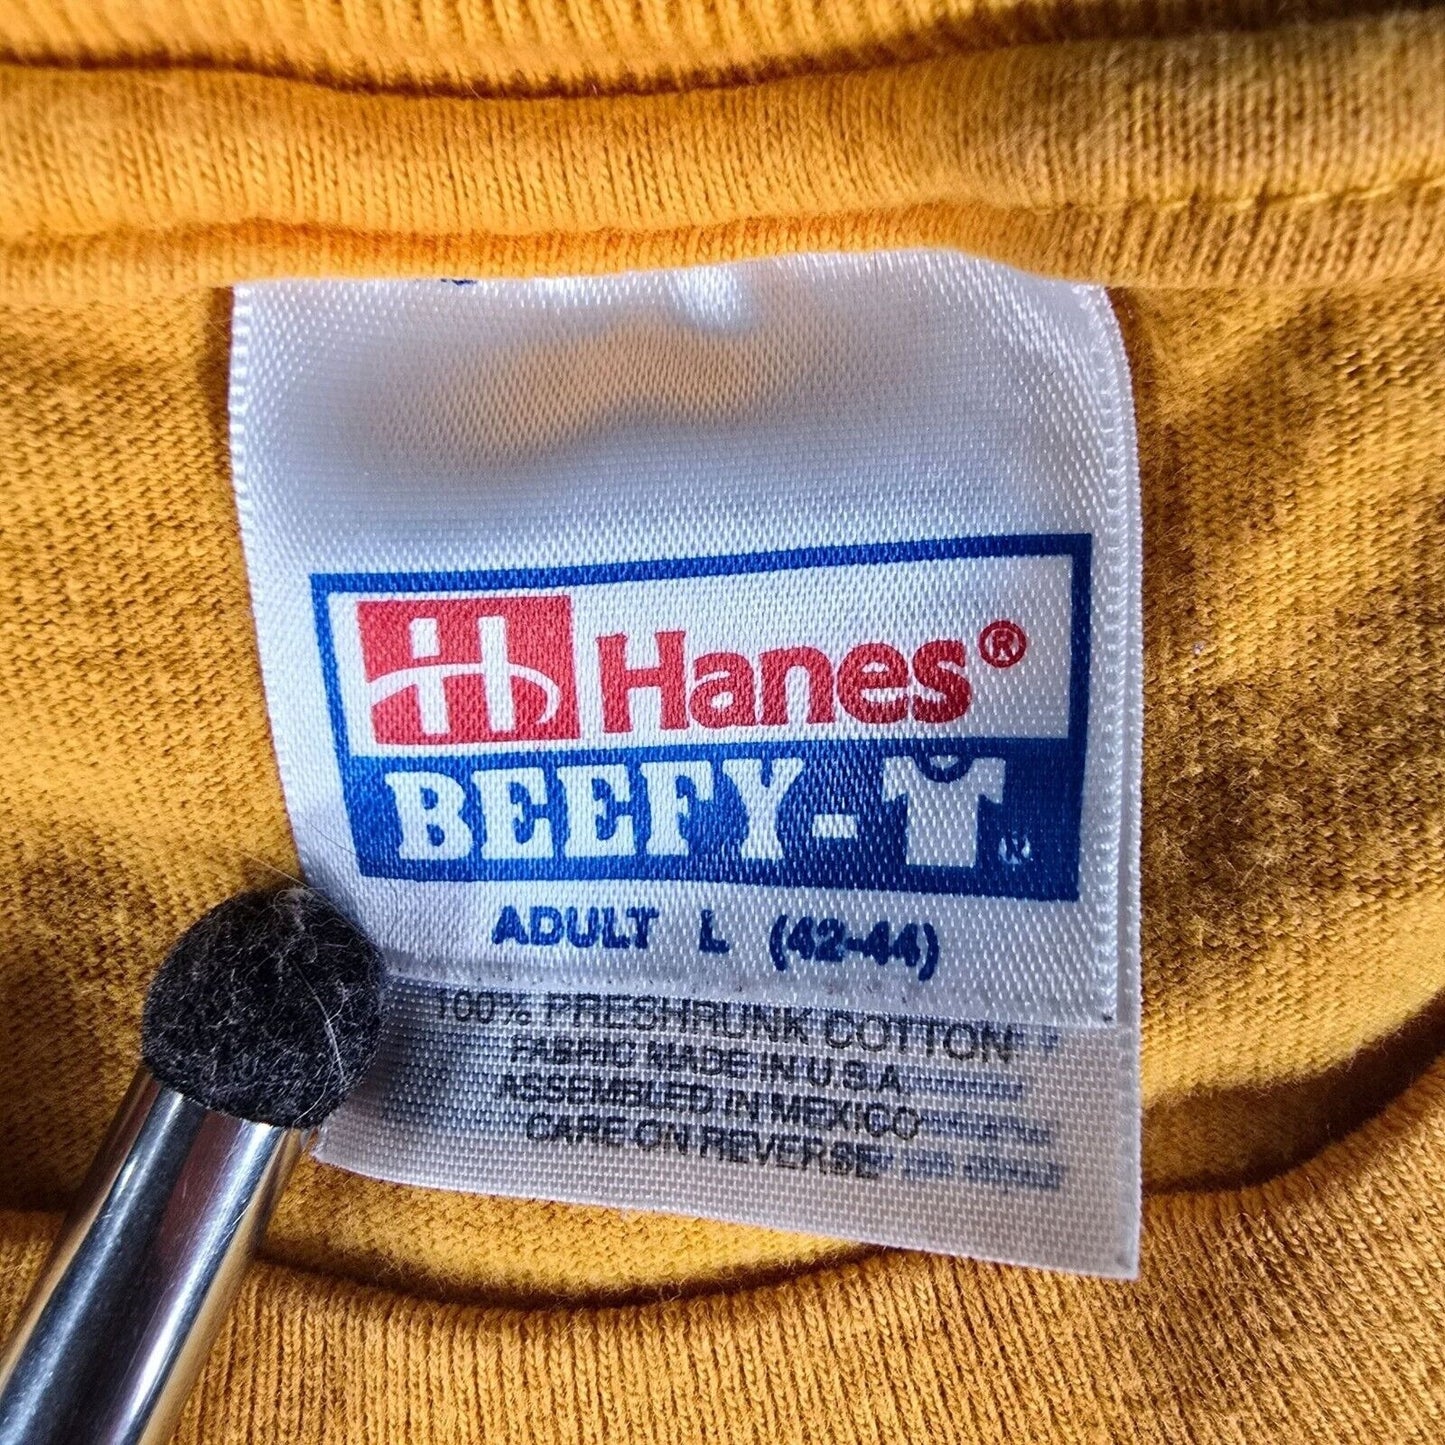 Hanes®
BEEFY-T®
ADULT L (42-44)
100% PRESHRUNK COTTON
FABRIC MADE IN U.S.A.
ASSEMBLED IN MEXICO
CARE ON REVERSE